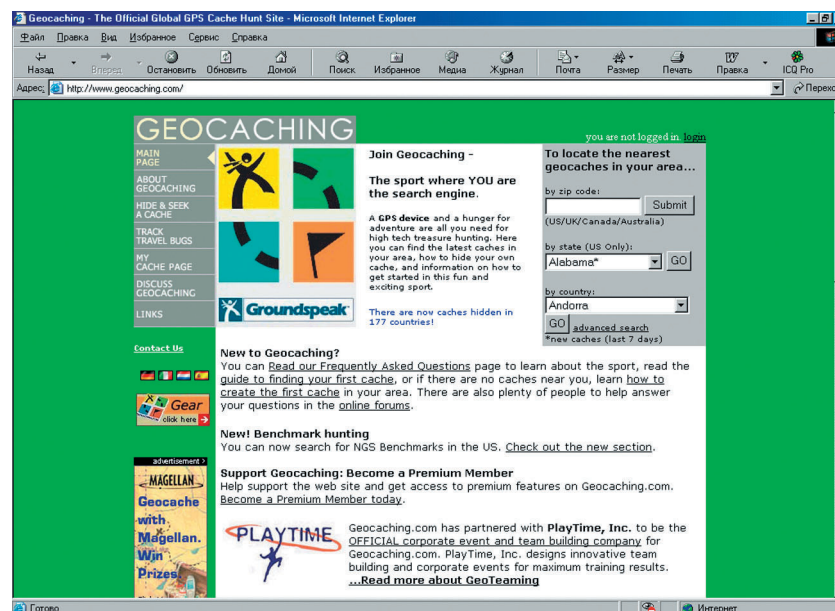 Geocaching - The Official Global GPS Cache Hunt Site - Microsoft Internet Explorer
Файл Правка Вид Избранное Сервис Справка
Назад Вперед Остановить Обновить Домой Поиск Избранное Медиа Журнал Почта Размер Печать Правка ICQ Pro
Адрес: http://www.geocaching.com/ Перехо
GEOCACHING
you are not logged in. login
MAIN
PAGE
ABOUT
GEOCACHING
HIDE & SEEK
A CACHE
TRACK
TRAVEL BUGS
MY
CACHE PAGE
DISCUSS
GEOCACHING
LINKS
Contact Us
Gear
click here
advertisement >
MAGELLAN
Geocache
with
Magellan.
Win
Prizes.
Groundspeak
Join Geocaching -
The sport where YOU are
the search engine.
A GPS device and a hunger for
adventure are all you need for
high tech treasure hunting. Here
you can find the latest caches in
your area, how to hide your own
cache, and information on how to
get started in this fun and
exciting sport.
There are now caches hidden in
177 countries!
To locate the nearest
geocaches in your area...
by zip code:
Submit
(US/UK/Canada/Australia)
by state (US Only):
Alabama* GO
by country:
Andorra
GO advanced search
*new caches (last 7 days)
New to Geocaching?
You can Read our Frequently Asked Questions page to learn about the sport, read the
guide to finding your first cache, or if there are no caches near you, learn how to
create the first cache in your area. There are also plenty of people to help answer
your questions in the online forums.
New! Benchmark hunting
You can now search for NGS Benchmarks in the US. Check out the new section.
Support Geocaching: Become a Premium Member
Help support the web site and get access to premium features on Geocaching.com.
Become a Premium Member today.
PLAYTIME
Geocaching.com has partnered with PlayTime, Inc. to be the
OFFICIAL corporate event and team building company for
Geocaching.com. PlayTime, Inc. designs innovative team
building and corporate events for maximum training results.
...Read more about GeoTeaming
Готово Интернет